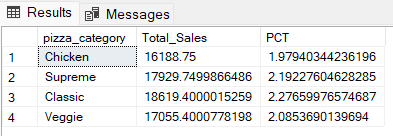 Results Messages
pizza_category Total_Sales PCT
1 Chicken 16188.75 1.97940344236196
2 Supreme 17929.7499866486 2.19227604628285
3 Classic 18619.4000015259 2.27659976574687
4 Veggie 17055.4000778198 2.0853690139694